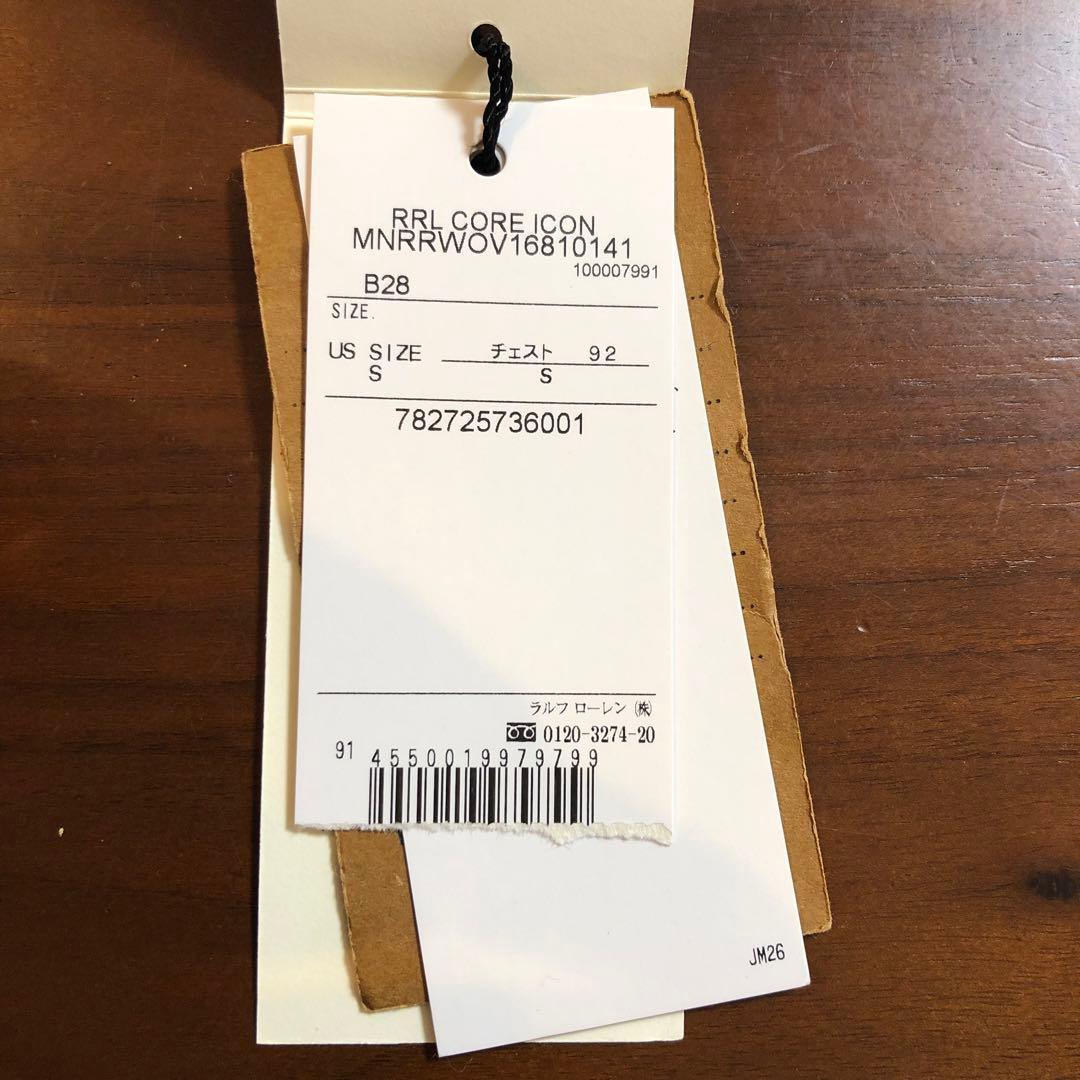 RRL CORE ICON
MNRRWOV16810141
100007991
B28
SIZE.
US SIZE チェスト 92
S S
782725736001
ラルフ ローレン (株)
0120-3274-20
91 4550019979799
JM26